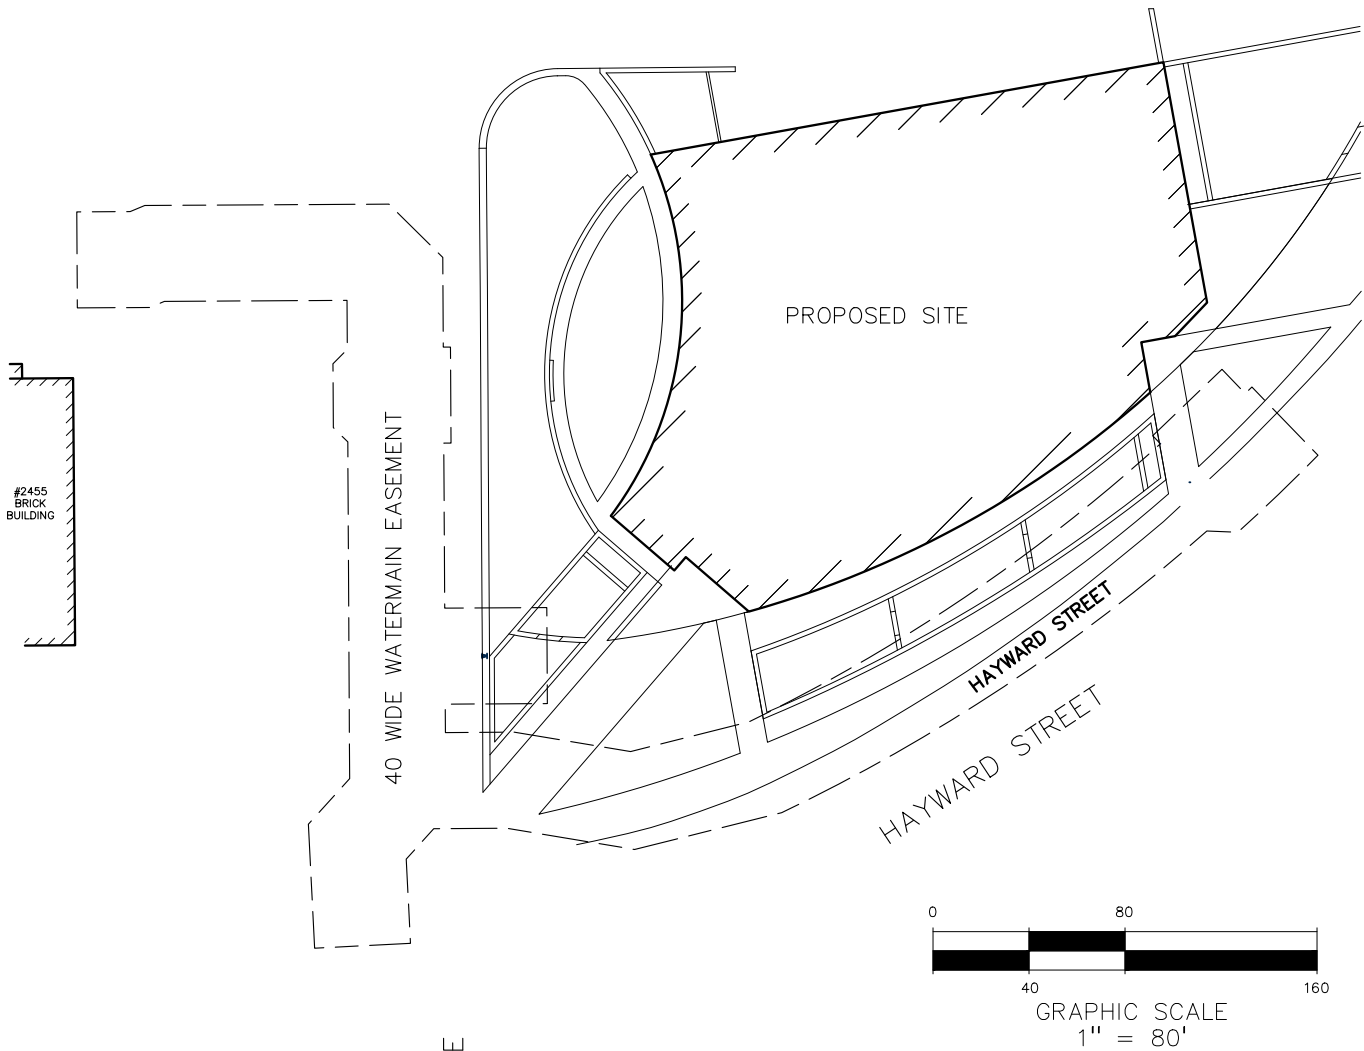 PROPOSED SITE
40 WIDE WATERMAIN EASEMENT
#2455
BRICK
BUILDING
HAYWARD STREET
HAYWARD STREET
0 80
40 160
GRAPHIC SCALE
1" = 80'
E